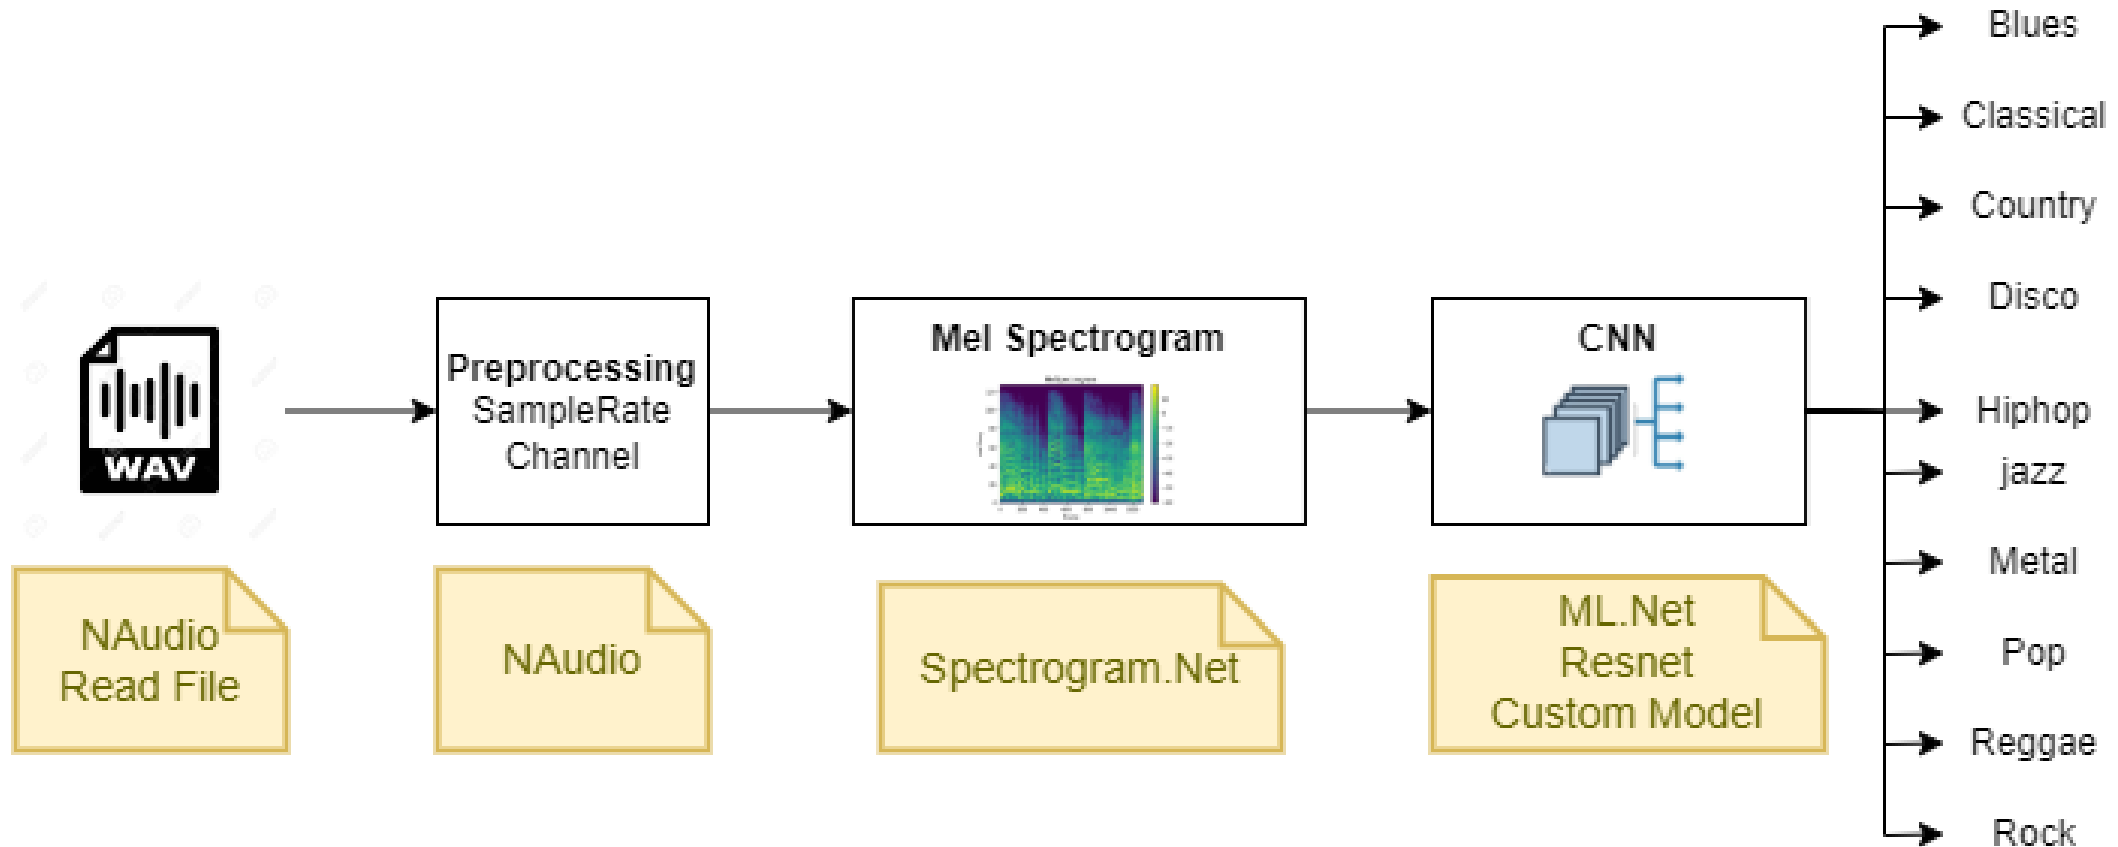 WAV
Preprocessing
SampleRate
Channel
Mel Spectrogram
CNN
Blues
Classical
Country
Disco
Hiphop
jazz
Metal
Pop
Reggae
Rock
NAudio
Read File
NAudio
Spectrogram.Net
ML.Net
Resnet
Custom Model